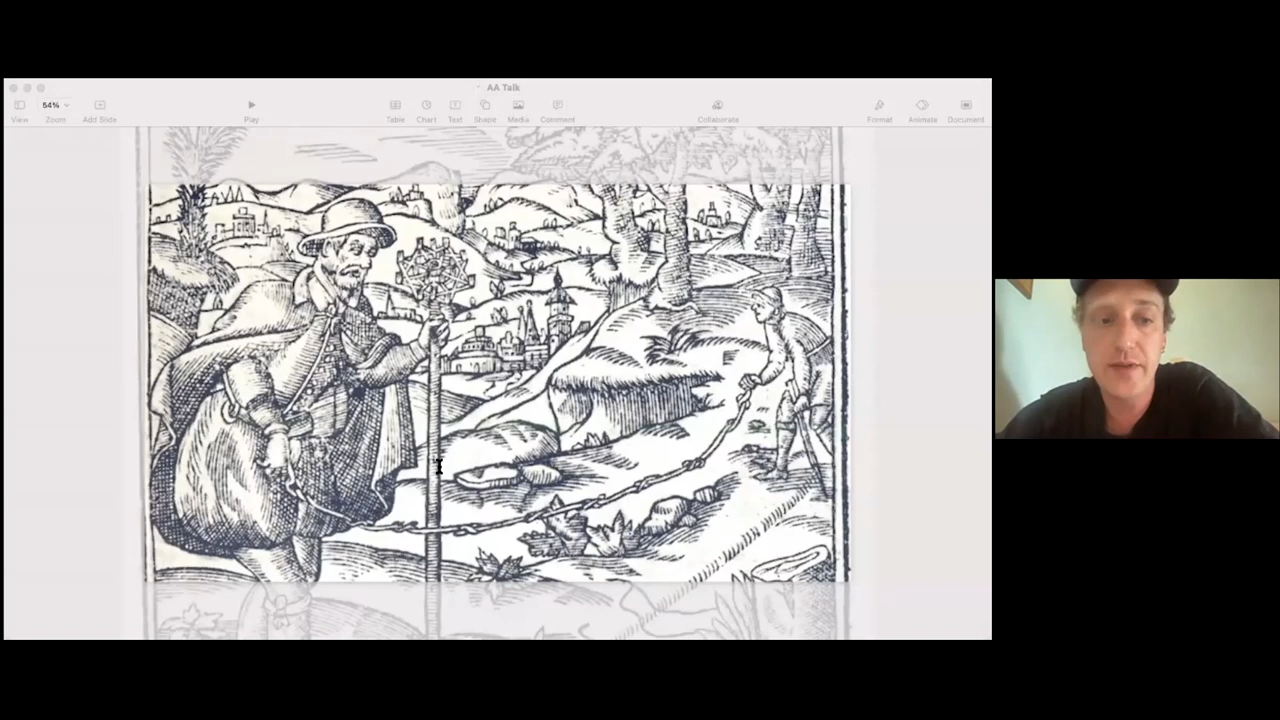 AA Talk
54%
View
Zoom
Add Slide
Play
Table
Chart
Text
Shape
Media
Comment
Collaborate
Format
Animate
Document